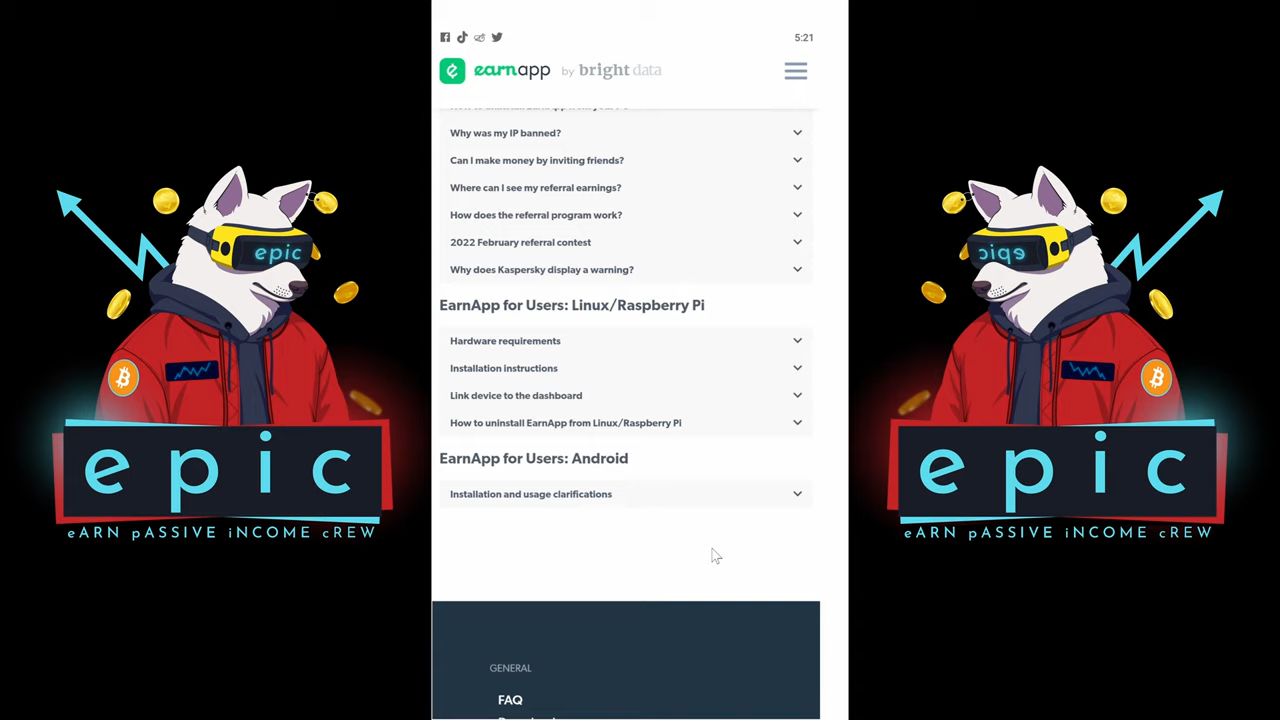 5:21
earnapp by bright data
Why was my IP banned?
Can I make money by inviting friends?
Where can I see my referral earnings?
How does the referral program work?
2022 February referral contest
Why does Kaspersky display a warning?
EarnApp for Users: Linux/Raspberry Pi
Hardware requirements
Installation instructions
Link device to the dashboard
How to uninstall EarnApp from Linux/Raspberry Pi
EarnApp for Users: Android
Installation and usage clarifications
GENERAL
FAQ
epic
epic
eARN pASSIVE iNCOME cREW
epic
epic
eARN pASSIVE iNCOME cREW